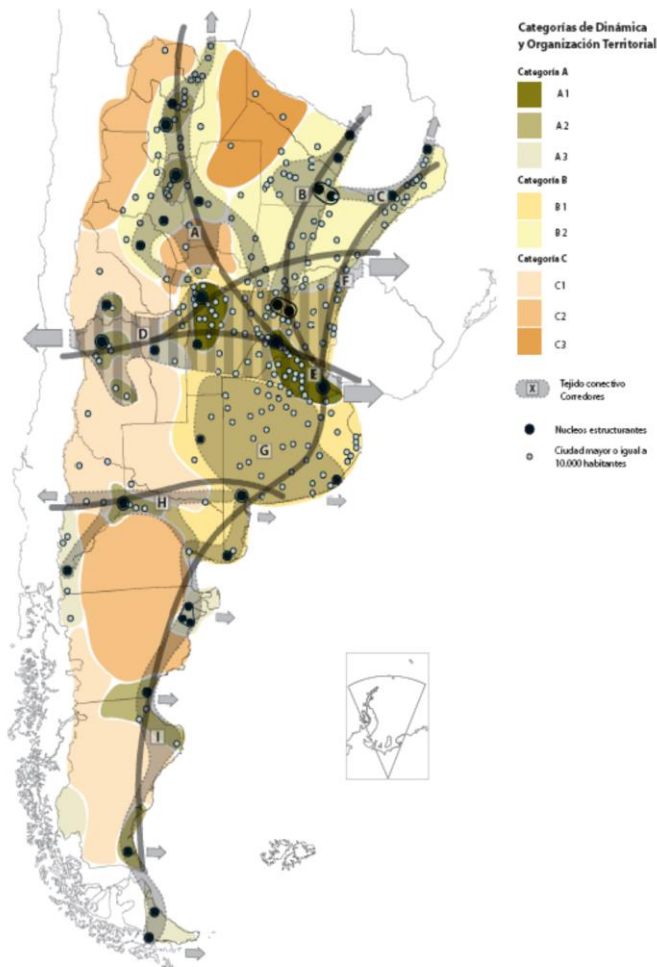 Categorías de Dinámica
y Organización Territorial
Categoría A
A 1
A 2
A 3
Categoría B
B 1
B 2
Categoría C
C1
C2
C3
X
Tejido conectivo
Corredores
Nucleos estructurantes
Ciudad mayor o igual a
10.000 habitantes
B
C
A
F
D
E
G
H
I